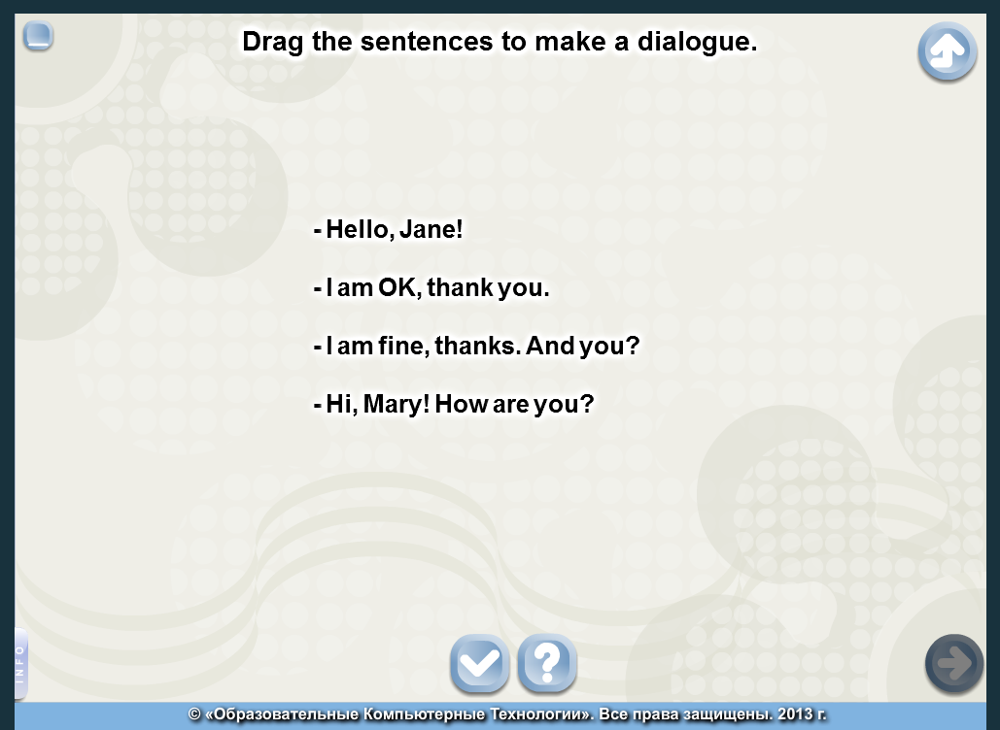 Drag the sentences to make a dialogue.
- Hello, Jane!
- I am OK, thank you.
- I am fine, thanks. And you?
- Hi, Mary! How are you?
INFO
© «Образовательные Компьютерные Технологии». Все права защищены. 2013 г.